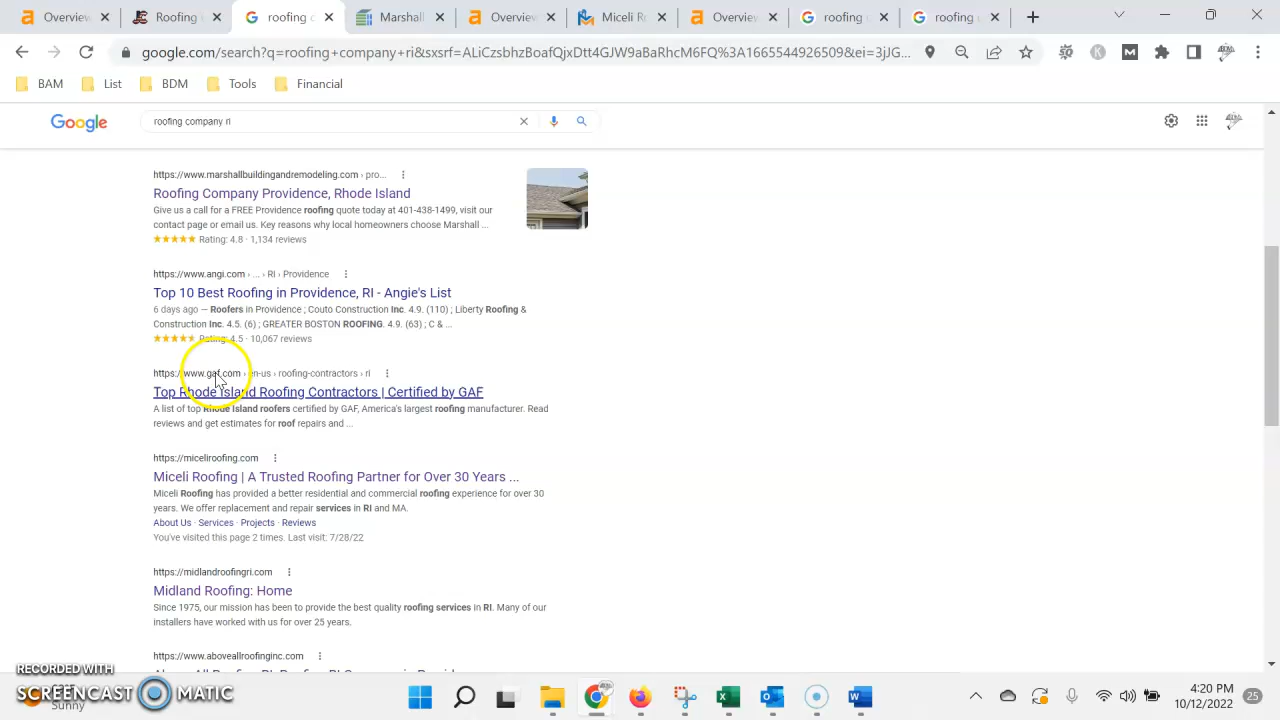 Overview
Roofing
google c
Marshall
Overview
Miceli Ro
Overview
roofing
roofing
google.com/search?q=roofing+company+ri&sxsrf=ALiCzsbhzBoafQjxDtt4GJW9aBaRhcM6FQ%3A1665544926509&ei=3jJG...
BAM List BDM Tools Financial
Google roofing company ri
https://www.marshallbuildingandremodeling.com › pro...
Roofing Company Providence, Rhode Island
Give us a call for a FREE Providence roofing quote today at 401-438-1499, visit our
contact page or email us. Key reasons why local homeowners choose Marshall ...
Rating: 4.8 · 1,134 reviews
https://www.angi.com › ... › RI › Providence
Top 10 Best Roofing in Providence, RI - Angie's List
6 days ago — Roofers in Providence ; Couto Construction Inc. 4.9. (110) ; Liberty Roofing &
Construction Inc. 4.5. (6) ; GREATER BOSTON ROOFING. 4.9. (63) ; C & ...
Rating: 4.5 · 10,067 reviews
https://www.gaf.com › en-us › roofing-contractors › ri
Top Rhode Island Roofing Contractors | Certified by GAF
A list of top Rhode Island roofers certified by GAF, America's largest roofing manufacturer. Read
reviews and get estimates for roof repairs and ...
https://miceliroofing.com
Miceli Roofing | A Trusted Roofing Partner for Over 30 Years ...
Miceli Roofing has provided a better residential and commercial roofing experience for over 30
years. We offer replacement and repair services in RI and MA.
About Us · Services · Projects · Reviews
You've visited this page 2 times. Last visit: 7/28/22
https://midlandroofingri.com
Midland Roofing: Home
Since 1975, our mission has been to provide the best quality roofing services in RI. Many of our
installers have worked with us for over 25 years.
https://www.aboveallroofinginc.com
RECORDED WITH
SCREENCAST MATIC
Sunny
4:20 PM
10/12/2022
25